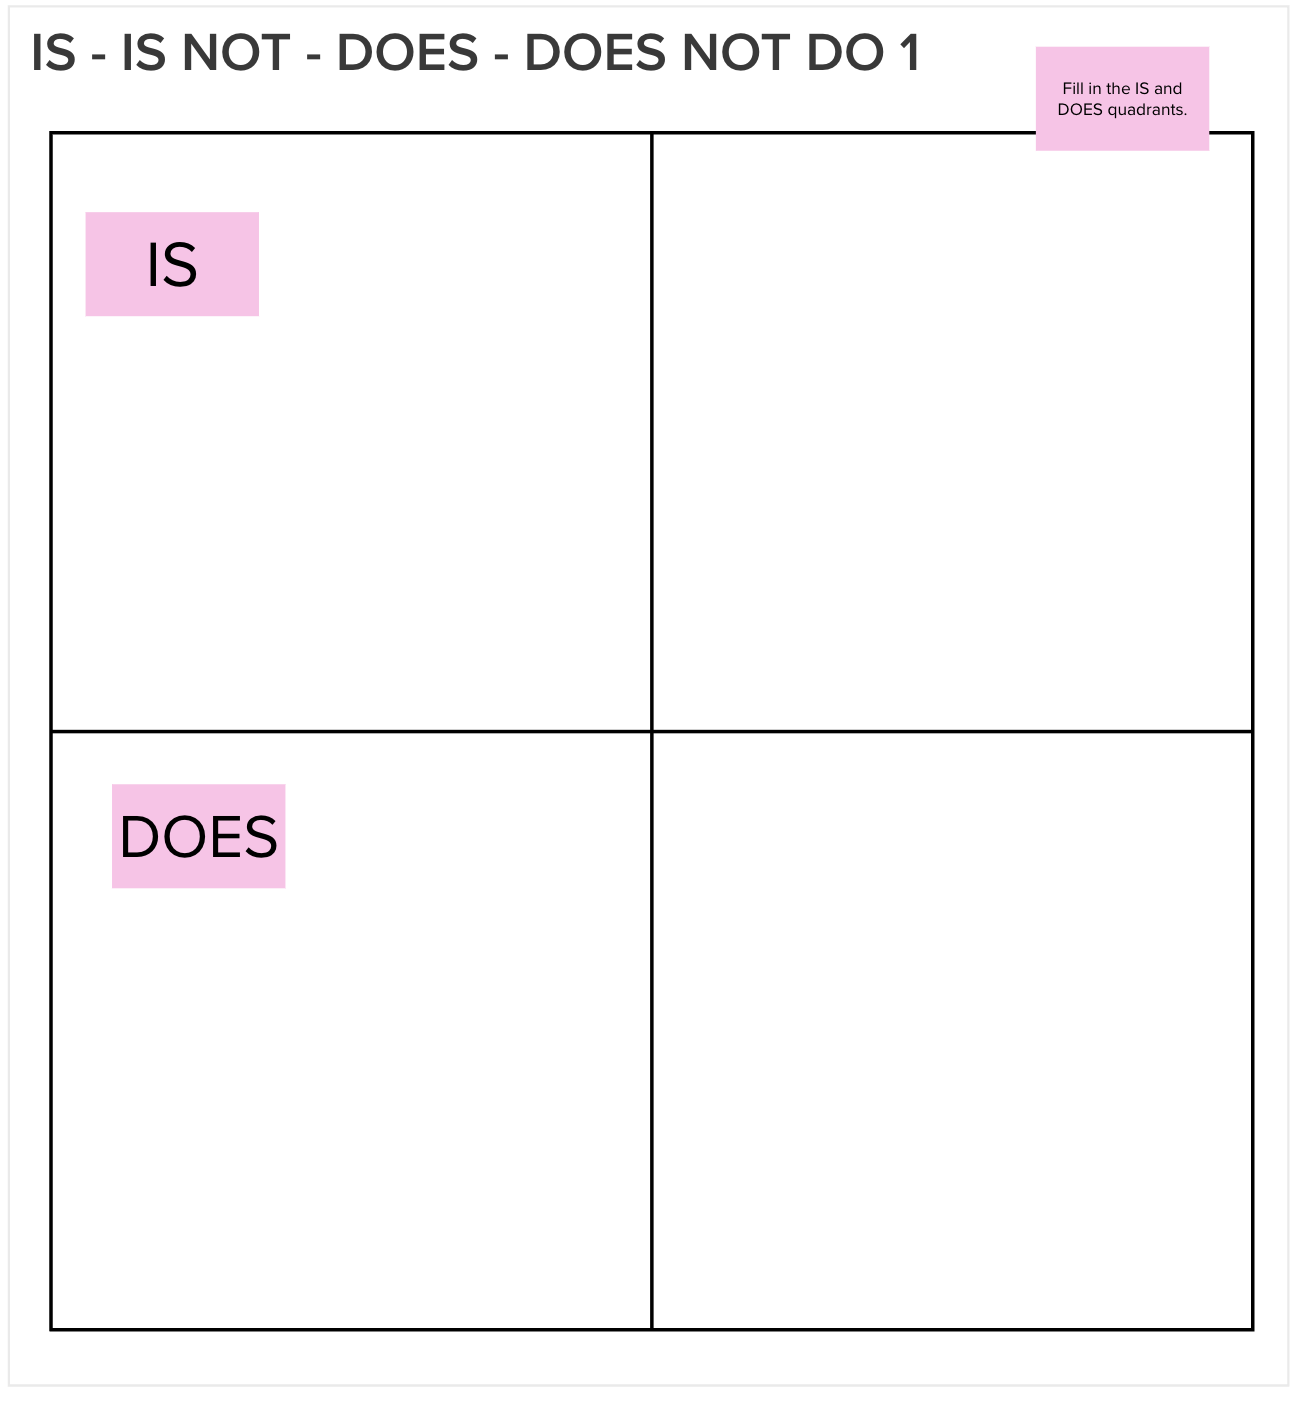 IS - IS NOT - DOES - DOES NOT DO 1
Fill in the IS and
DOES quadrants.
IS
DOES